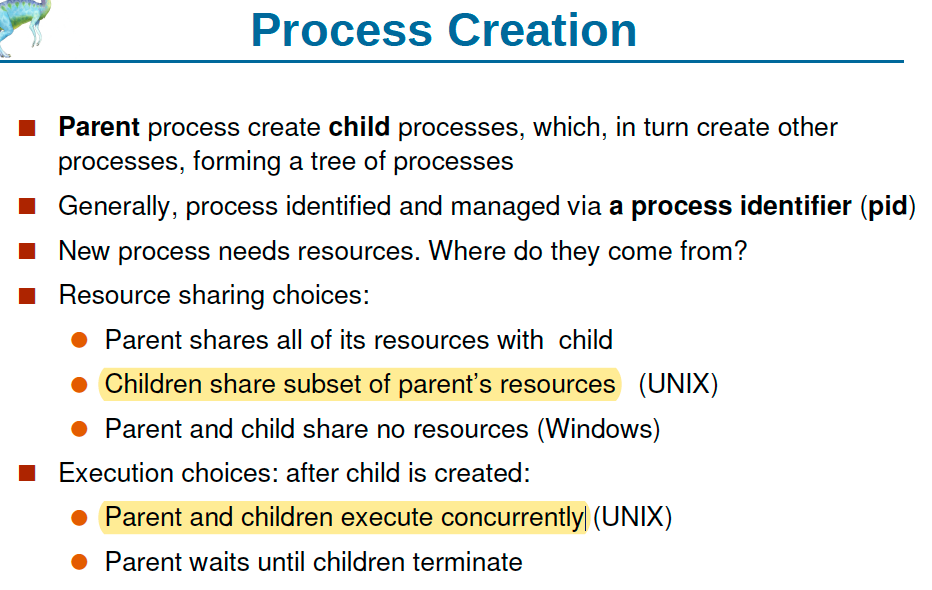 Process Creation
Parent process create child processes, which, in turn create other
processes, forming a tree of processes
Generally, process identified and managed via a process identifier (pid)
New process needs resources. Where do they come from?
Resource sharing choices:
Parent shares all of its resources with  child
Children share subset of parent’s resources (UNIX)
Parent and child share no resources (Windows)
Execution choices: after child is created:
Parent and children execute concurrently (UNIX)
Parent waits until children terminate